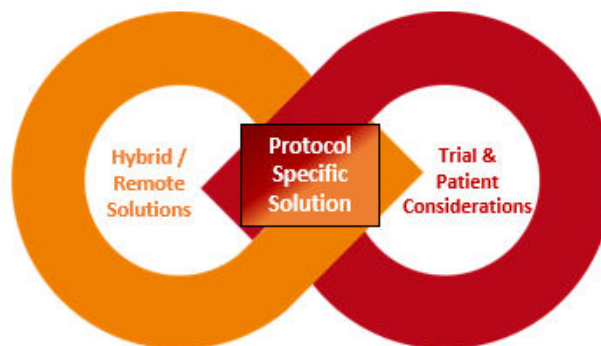 Hybrid /
Remote
Solutions
Protocol
Specific
Solution
Trial &
Patient
Considerations